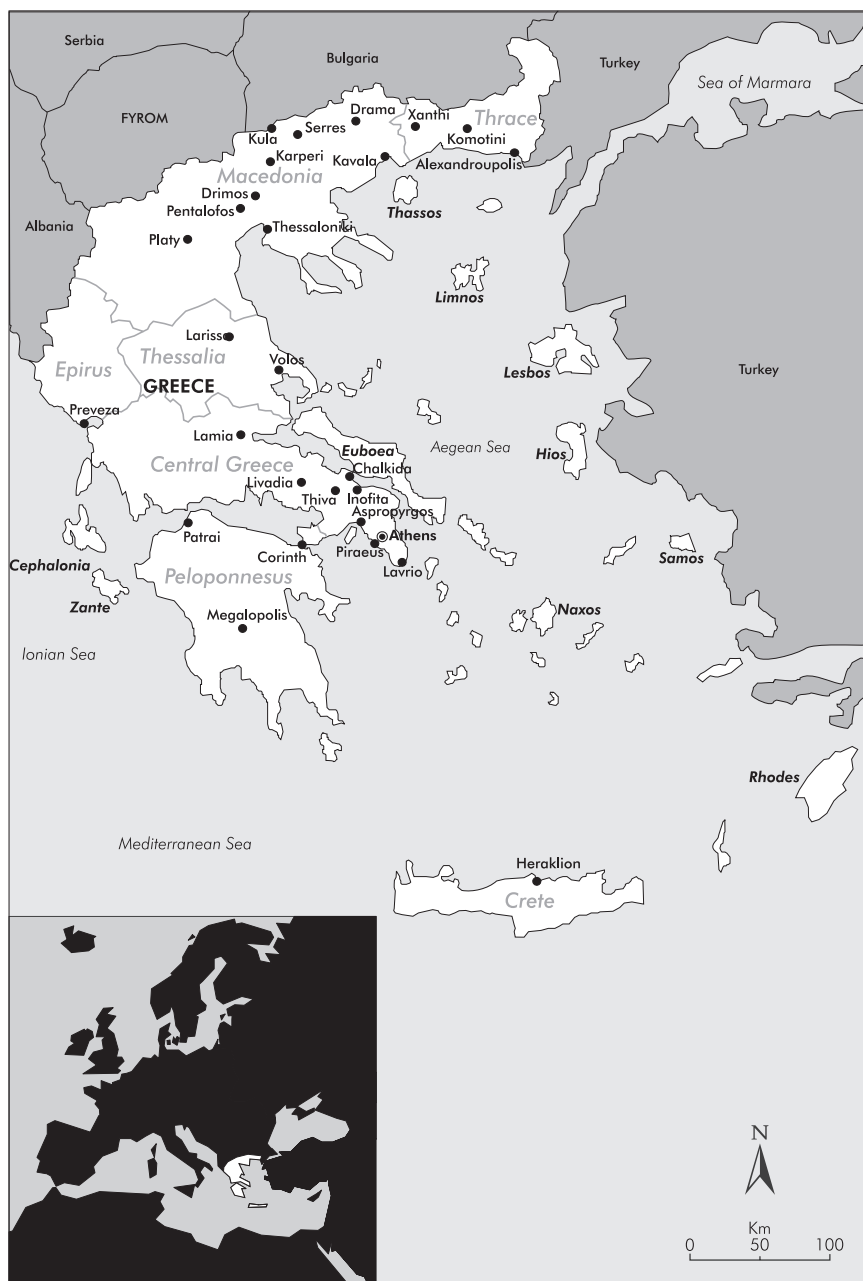 Serbia
Bulgaria
Turkey
Sea of Marmara
FYROM
Drama
Xanthi
Thrace
Kula
Serres
Komotini
Karperi
Kavala
Alexandroupolis
Macedonia
Drimos
Thassos
Pentalofos
Albania
Thessaloniki
Platy
Limnos
Larissa
Thessalia
Volos
Epirus
Lesbos
Turkey
GREECE
Preveza
Lamia
Euboea
Aegean Sea
Hios
Central Greece
Chalkida
Livadia
Thiva
Inofita
Aspropyrgos
Patrai
Athens
Corinth
Piraeus
Samos
Cephalonia
Lavrio
Peloponnesus
Zante
Megalopolis
Naxos
Ionian Sea
Rhodes
Mediterranean Sea
Heraklion
Crete
N
Km
0 50 100